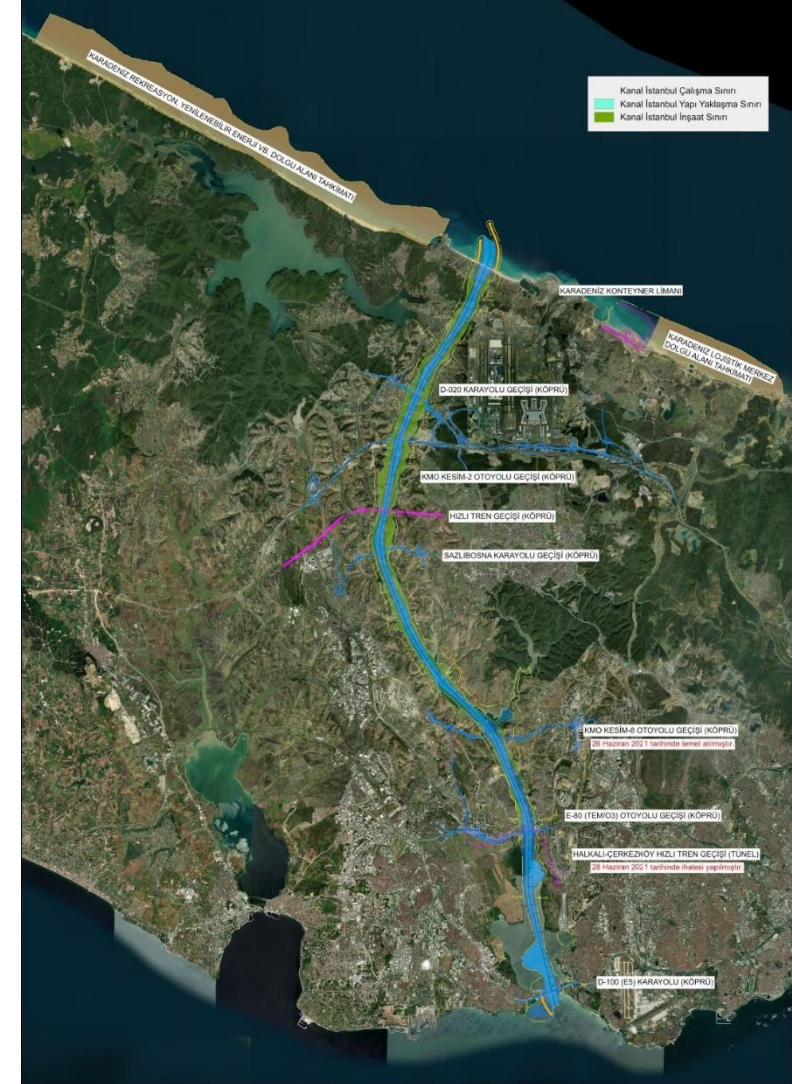 KARADENİZ REKREASYON, YENİLENEBİLİR ENERJİ VB. DOLGU ALANI TAHKİMATI
Kanal İstanbul Çalışma Sınırı
Kanal İstanbul Yapı Yaklaşma Sınırı
Kanal İstanbul İnşaat Sınırı
KARADENİZ KONTEYNER LİMANI
KARADENİZ LOJİSTİK MERKEZ
DOLGU ALANI TAHKİMATI
D-020 KARAYOLU GEÇİŞİ (KÖPRÜ)
KMO KESİM-2 OTOYOLU GEÇİŞİ (KÖPRÜ)
HIZLI TREN GEÇİŞİ (KÖPRÜ)
SAZLIBOSNA KARAYOLU GEÇİŞİ (KÖPRÜ)
KMO KESİM-8 OTOYOLU GEÇİŞİ (KÖPRÜ)
26 Haziran 2021 tarihinde temel atılmıştır.
E-80 (TEM/O3) OTOYOLU GEÇİŞİ (KÖPRÜ)
HALKALI-ÇERKEZKÖY HIZLI TREN GEÇİŞİ (TÜNEL)
28 Haziran 2021 tarihinde ihalesi yapılmıştır.
D-100 (E5) KARAYOLU (KÖPRÜ)